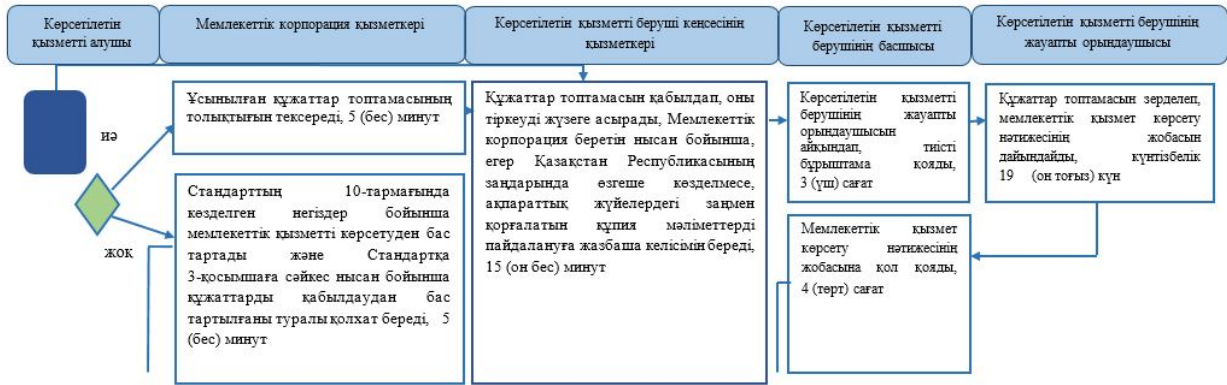 Көрсетілетін
қызметті алушы
Мемлекеттік корпорация қызметкері
Көрсетілетін қызметті беруші кеңсесінің
қызметкері
Көрсетілетін қызметті
берушінің басшысы
Көрсетілетін қызметті берушінің
жауапты орындаушысы
иә
жоқ
Ұсынылған құжаттар топтамасының
толықтығын тексереді, 5 (бес) минут
Стандарттың 10-тармағында
көзделген негіздер бойынша
мемлекеттік қызметті көрсетуден бас
тартады және Стандартқа
3-қосымшаға сәйкес нысан бойынша
құжаттарды қабылдаудан бас
тартылғаны туралы қолхат береді, 5
(бес) минут
Құжаттар топтамасын қабылдап, оны
тіркеуді жүзеге асырады, Мемлекеттік
корпорация беретін нысан бойынша,
егер Қазақстан Республикасының
заңдарында өзгеше көзделмесе,
ақпараттық жүйелердегі заңмен
қорғалатын құпия мәліметтерді
пайдалануға жазбаша келісімін береді,
15 (он бес) минут
Көрсетілетін қызметті
берушінің жауапты
орындаушысын
айқындап, тиісті
бұрыштама қояды,
3 (үш) сағат
Мемлекеттік қызмет
көрсету нәтижесінің
жобасына қол қояды,
4 (төрт) сағат
Құжаттар топтамасын зерделеп,
мемлекеттік қызмет көрсету
нәтижесінің жобасын
дайындайды, күнтізбелік
19 (он тоғыз) күн